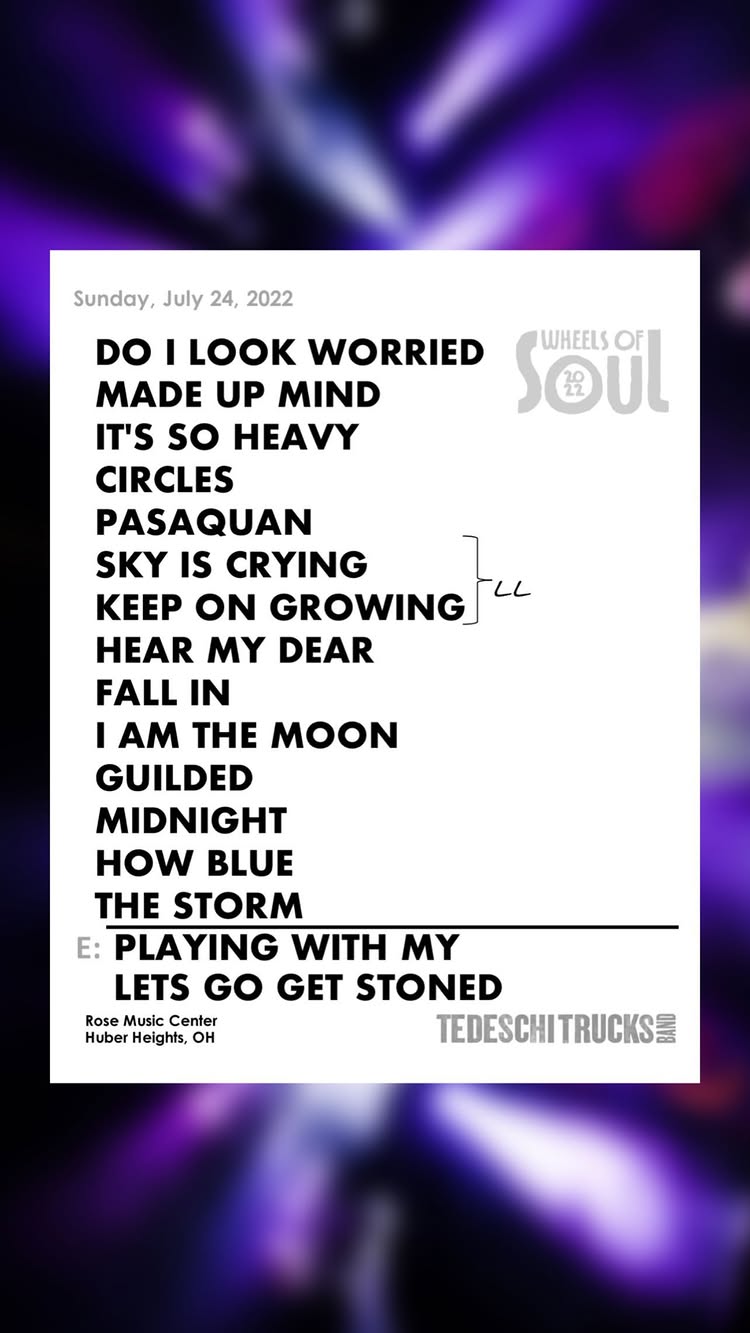 Sunday, July 24, 2022
WHEELS OF
SOUL
2022
DO I LOOK WORRIED
MADE UP MIND
IT'S SO HEAVY
CIRCLES
PASAQUAN
SKY IS CRYING
KEEP ON GROWING
LL
HEAR MY DEAR
FALL IN
I AM THE MOON
GUILDED
MIDNIGHT
HOW BLUE
THE STORM
E: PLAYING WITH MY
LETS GO GET STONED
Rose Music Center
Huber Heights, OH
TEDESCHI TRUCKS BAND